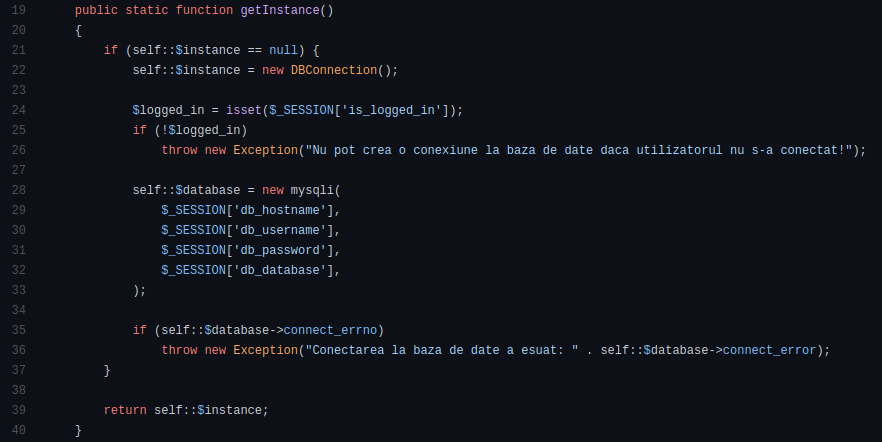 19 public static function getInstance()
20 {
21 if (self::$instance == null) {
22 self::$instance = new DBConnection();
23
24 $logged_in = isset($_SESSION['is_logged_in']);
25 if (!$logged_in)
26 throw new Exception("Nu pot crea o conexiune la baza de date daca utilizatorul nu s-a conectat!");
27
28 self::$database = new mysqli(
29 $_SESSION['db_hostname'],
30 $_SESSION['db_username'],
31 $_SESSION['db_password'],
32 $_SESSION['db_database'],
33 );
34
35 if (self::$database->connect_errno)
36 throw new Exception("Conectarea la baza de date a esuat: " . self::$database->connect_error);
37 }
38
39 return self::$instance;
40 }